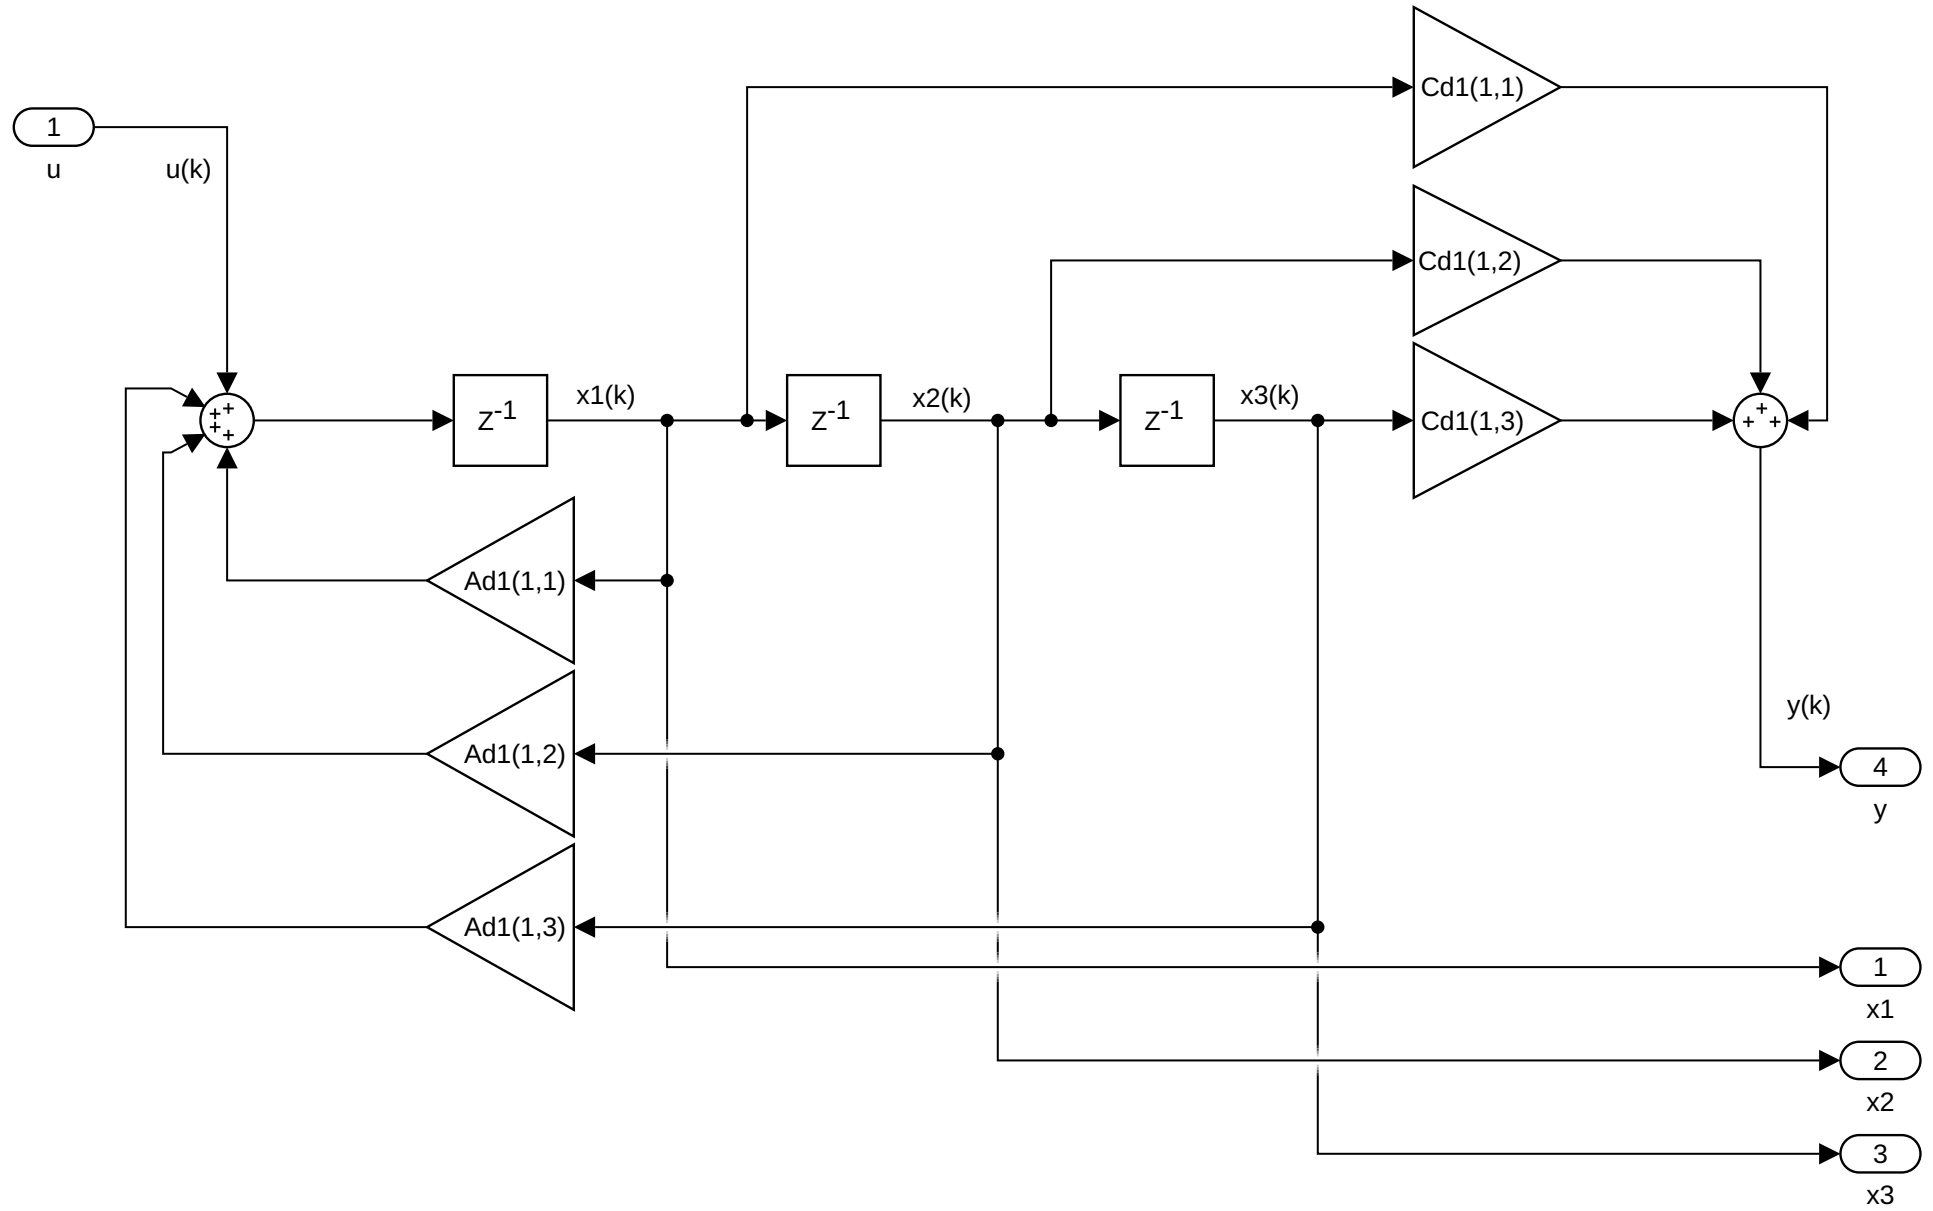 Cd1(1,1)
1
u
u(k)
Cd1(1,2)
x1(k)
x2(k)
x3(k)
+
+
+
+
Z-1
Z-1
Z-1
Cd1(1,3)
+
+
+
Ad1(1,1)
y(k)
Ad1(1,2)
4
y
Ad1(1,3)
1
x1
2
x2
3
x3